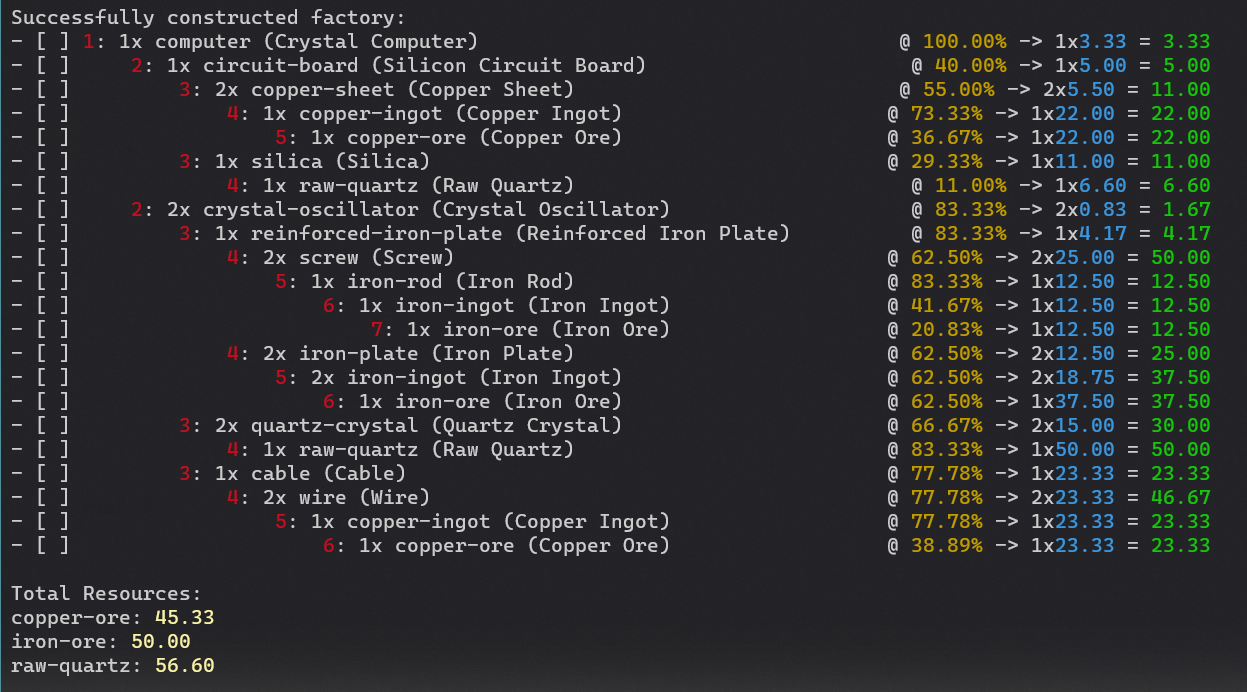 Successfully constructed factory:
- [ ] 1: 1x computer (Crystal Computer) @ 100.00% -> 1x3.33 = 3.33
- [ ] 2: 1x circuit-board (Silicon Circuit Board) @ 40.00% -> 1x5.00 = 5.00
- [ ] 3: 2x copper-sheet (Copper Sheet) @ 55.00% -> 2x5.50 = 11.00
- [ ] 4: 1x copper-ingot (Copper Ingot) @ 73.33% -> 1x22.00 = 22.00
- [ ] 5: 1x copper-ore (Copper Ore) @ 36.67% -> 1x22.00 = 22.00
- [ ] 3: 1x silica (Silica) @ 29.33% -> 1x11.00 = 11.00
- [ ] 4: 1x raw-quartz (Raw Quartz) @ 11.00% -> 1x6.60 = 6.60
- [ ] 2: 2x crystal-oscillator (Crystal Oscillator) @ 83.33% -> 2x0.83 = 1.67
- [ ] 3: 1x reinforced-iron-plate (Reinforced Iron Plate) @ 83.33% -> 1x4.17 = 4.17
- [ ] 4: 2x screw (Screw) @ 62.50% -> 2x25.00 = 50.00
- [ ] 5: 1x iron-rod (Iron Rod) @ 83.33% -> 1x12.50 = 12.50
- [ ] 6: 1x iron-ingot (Iron Ingot) @ 41.67% -> 1x12.50 = 12.50
- [ ] 7: 1x iron-ore (Iron Ore) @ 20.83% -> 1x12.50 = 12.50
- [ ] 4: 2x iron-plate (Iron Plate) @ 62.50% -> 2x12.50 = 25.00
- [ ] 5: 2x iron-ingot (Iron Ingot) @ 62.50% -> 2x18.75 = 37.50
- [ ] 6: 1x iron-ore (Iron Ore) @ 62.50% -> 1x37.50 = 37.50
- [ ] 3: 2x quartz-crystal (Quartz Crystal) @ 66.67% -> 2x15.00 = 30.00
- [ ] 4: 1x raw-quartz (Raw Quartz) @ 83.33% -> 1x50.00 = 50.00
- [ ] 3: 1x cable (Cable) @ 77.78% -> 1x23.33 = 23.33
- [ ] 4: 2x wire (Wire) @ 77.78% -> 2x23.33 = 46.67
- [ ] 5: 1x copper-ingot (Copper Ingot) @ 77.78% -> 1x23.33 = 23.33
- [ ] 6: 1x copper-ore (Copper Ore) @ 38.89% -> 1x23.33 = 23.33
Total Resources:
copper-ore: 45.33
iron-ore: 50.00
raw-quartz: 56.60